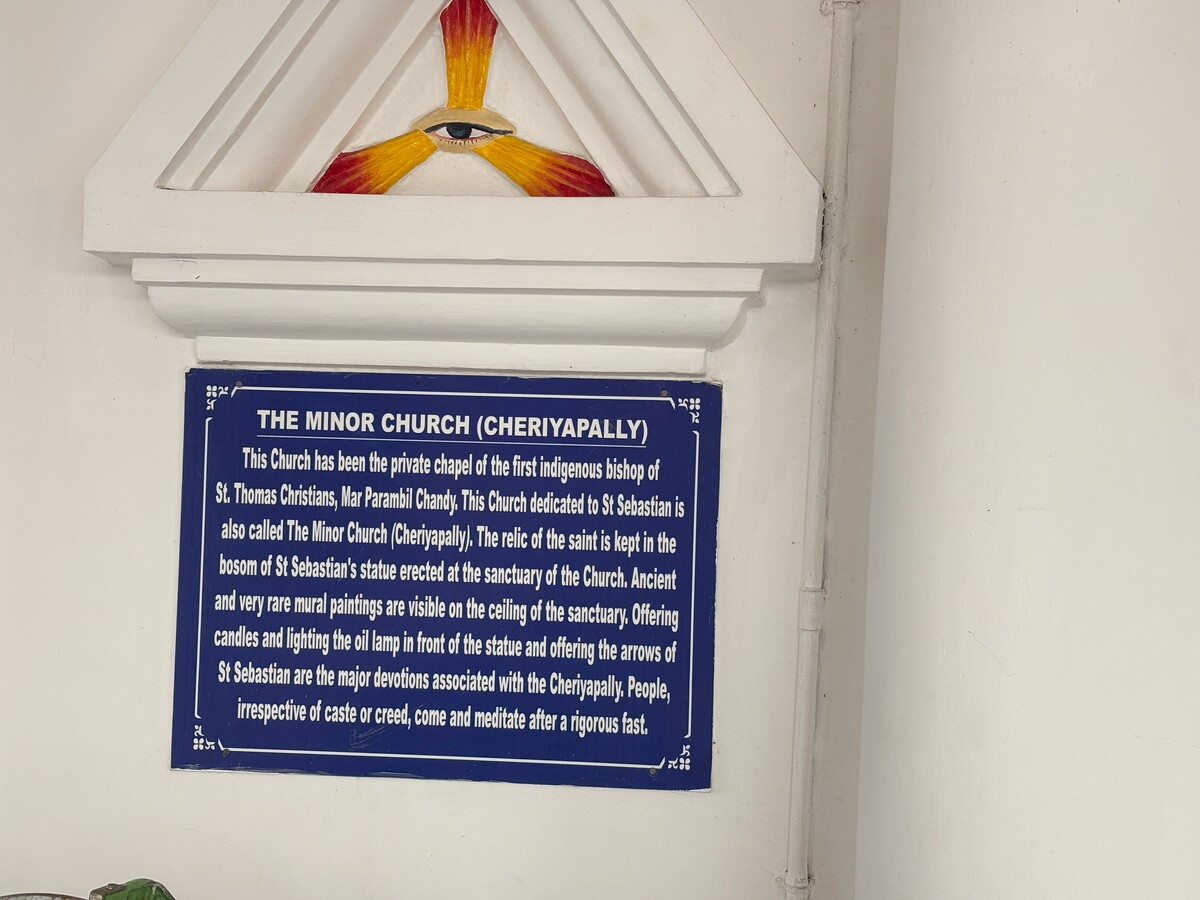 THE MINOR CHURCH (CHERIYAPALLY)
This Church has been the private chapel of the first indigenous bishop of
St. Thomas Christians, Mar Parambil Chandy. This Church dedicated to St Sebastian is
also called The Minor Church (Cheriyapally). The relic of the saint is kept in the
bosom of St Sebastian's statue erected at the sanctuary of the Church. Ancient
and very rare mural paintings are visible on the ceiling of the sanctuary. Offering
candles and lighting the oil lamp in front of the statue and offering the arrows of
St Sebastian are the major devotions associated with the Cheriyapally. People,
irrespective of caste or creed, come and meditate after a rigorous fast.